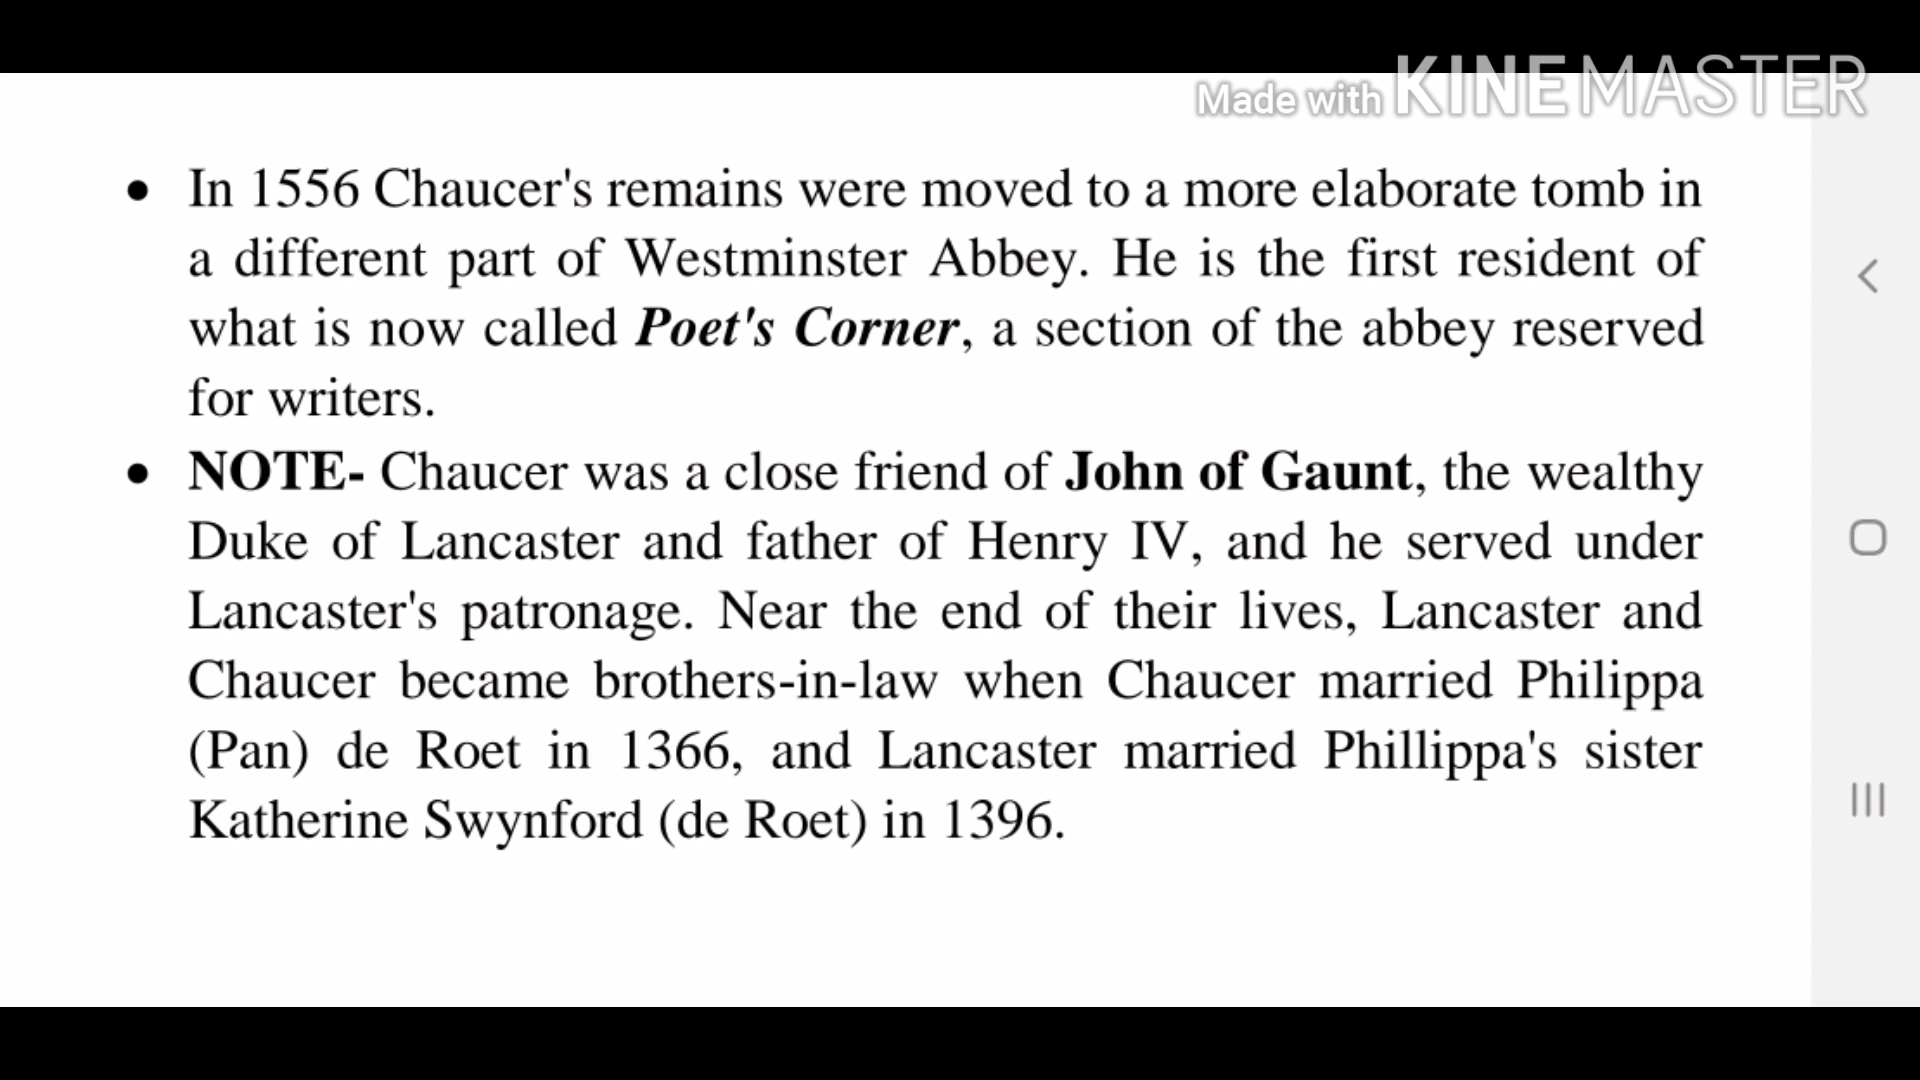 Made with KINEMASTER
• In 1556 Chaucer's remains were moved to a more elaborate tomb in
a different part of Westminster Abbey. He is the first resident of
what is now called Poet's Corner, a section of the abbey reserved
for writers.
• NOTE- Chaucer was a close friend of John of Gaunt, the wealthy
Duke of Lancaster and father of Henry IV, and he served under
Lancaster's patronage. Near the end of their lives, Lancaster and
Chaucer became brothers-in-law when Chaucer married Philippa
(Pan) de Roet in 1366, and Lancaster married Phillippa's sister
Katherine Swynford (de Roet) in 1396.